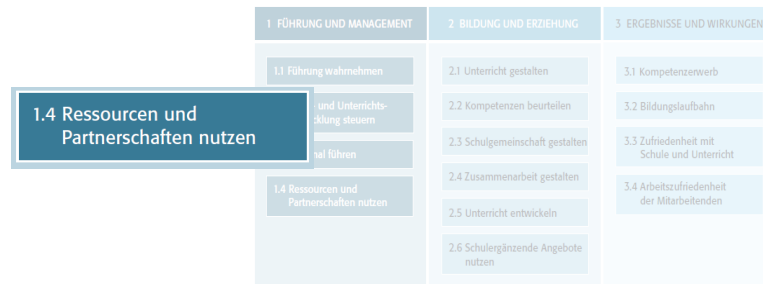 1 FÜHRUNG UND MANAGEMENT
1.1 Führung wahrnehmen
und Unterrichts-
klung steuern
nal führen
1.4 Ressourcen und
Partnerschaften nutzen
1.4 Ressourcen und
Partnerschaften nutzen
2 BILDUNG UND ERZIEHUNG
2.1 Unterricht gestalten
2.2 Kompetenzen beurteilen
2.3 Schulgemeinschaft gestalten
2.4 Zusammenarbeit gestalten
2.5 Unterricht entwickeln
2.6 Schulergänzende Angebote
nutzen
3 ERGEBNISSE UND WIRKUNGEN
3.1 Kompetenzerwerb
3.2 Bildungslaufbahn
3.3 Zufriedenheit mit
Schule und Unterricht
3.4 Arbeitszufriedenheit
der Mitarbeitenden